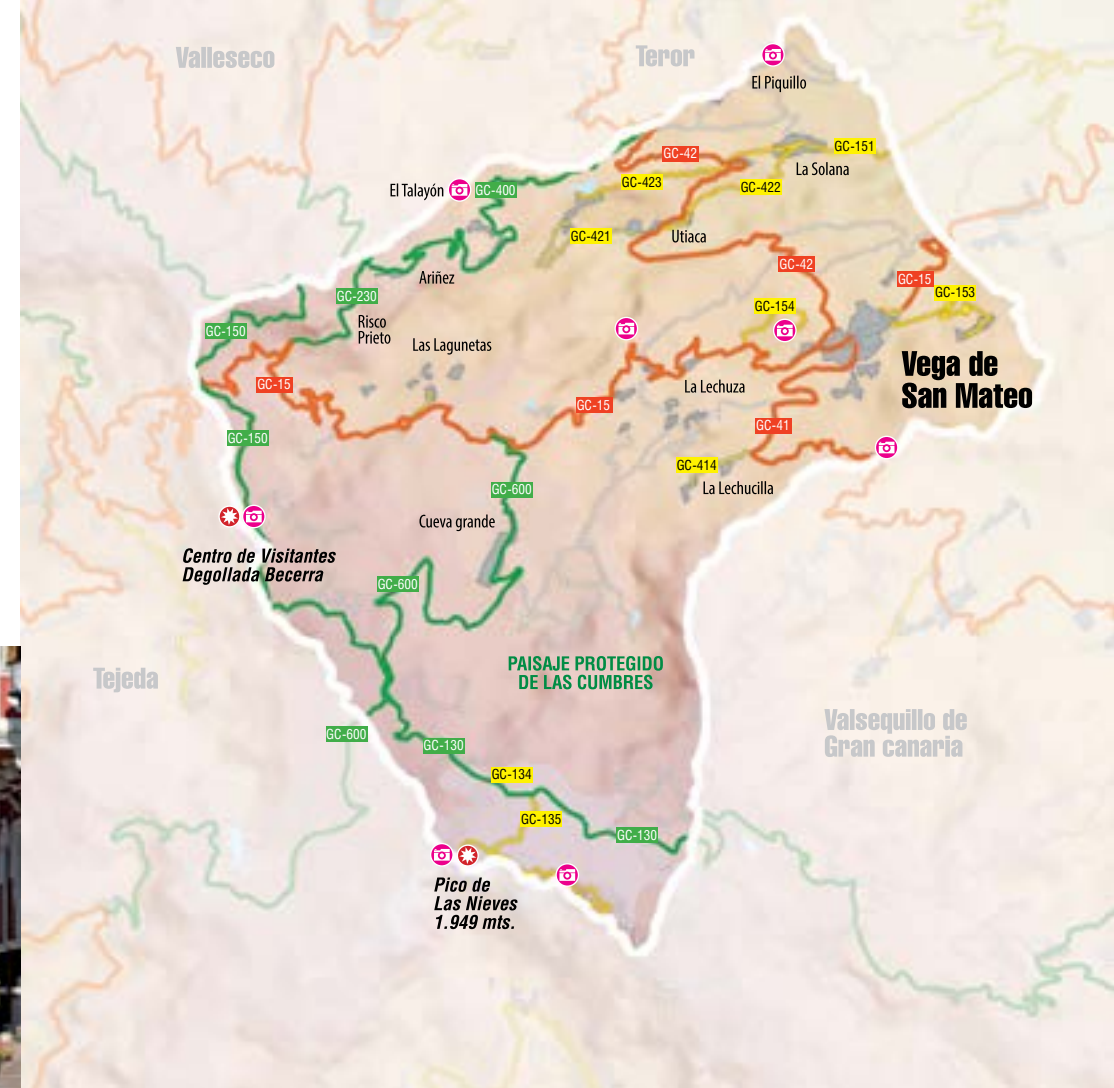 Valleseco
Teror
El Piquillo
GC-151
GC-42
La Solana
GC-423
GC-422
El Talayón
GC-400
GC-421
Utiaca
GC-42
Ariñez
GC-15
GC-153
GC-230
GC-154
Risco
Prieto
GC-150
Las Lagunetas
Vega de
San Mateo
GC-15
La Lechuza
GC-15
GC-41
GC-150
GC-414
La Lechucilla
GC-600
Cueva grande
Centro de Visitantes
Degollada Becerra
GC-600
PAISAJE PROTEGIDO
DE LAS CUMBRES
Tejeda
Valsequillo de
Gran canaria
GC-600
GC-130
GC-134
GC-135
GC-130
Pico de
Las Nieves
1.949 mts.